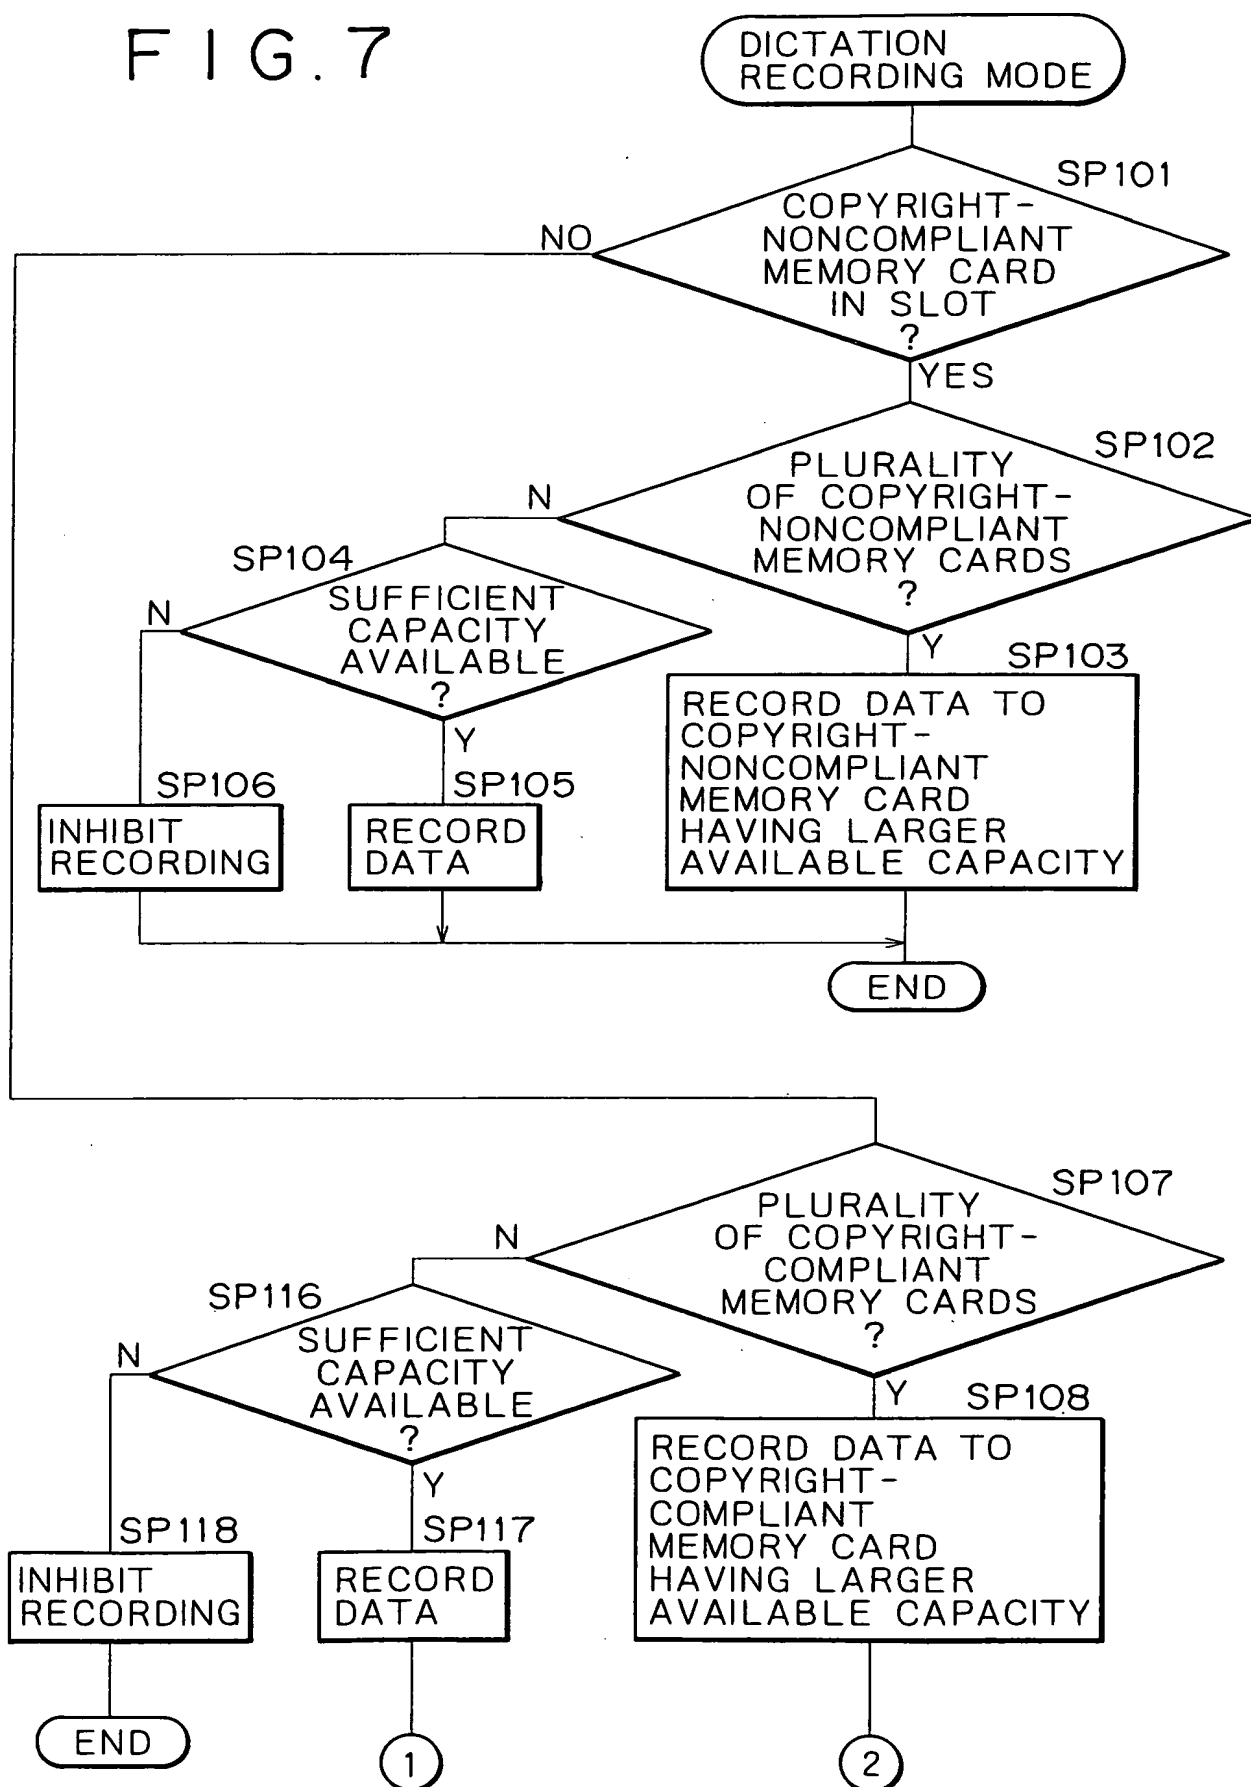 FIG.7
DICTATION
RECORDING MODE
SP101
COPYRIGHT-
NONCOMPLIANT
MEMORY CARD
IN SLOT
?
NO
YES
SP102
PLURALITY
OF COPYRIGHT-
NONCOMPLIANT
MEMORY CARDS
?
N
Y
SP104
SUFFICIENT
CAPACITY
AVAILABLE
?
N
Y
SP103
RECORD DATA TO
COPYRIGHT-
NONCOMPLIANT
MEMORY CARD
HAVING LARGER
AVAILABLE CAPACITY
SP106
INHIBIT
RECORDING
SP105
RECORD
DATA
END
SP107
PLURALITY
OF COPYRIGHT-
COMPLIANT
MEMORY CARDS
?
N
Y
SP116
SUFFICIENT
CAPACITY
AVAILABLE
?
N
Y
SP108
RECORD DATA TO
COPYRIGHT-
COMPLIANT
MEMORY CARD
HAVING LARGER
AVAILABLE CAPACITY
SP118
INHIBIT
RECORDING
SP117
RECORD
DATA
END
1
2